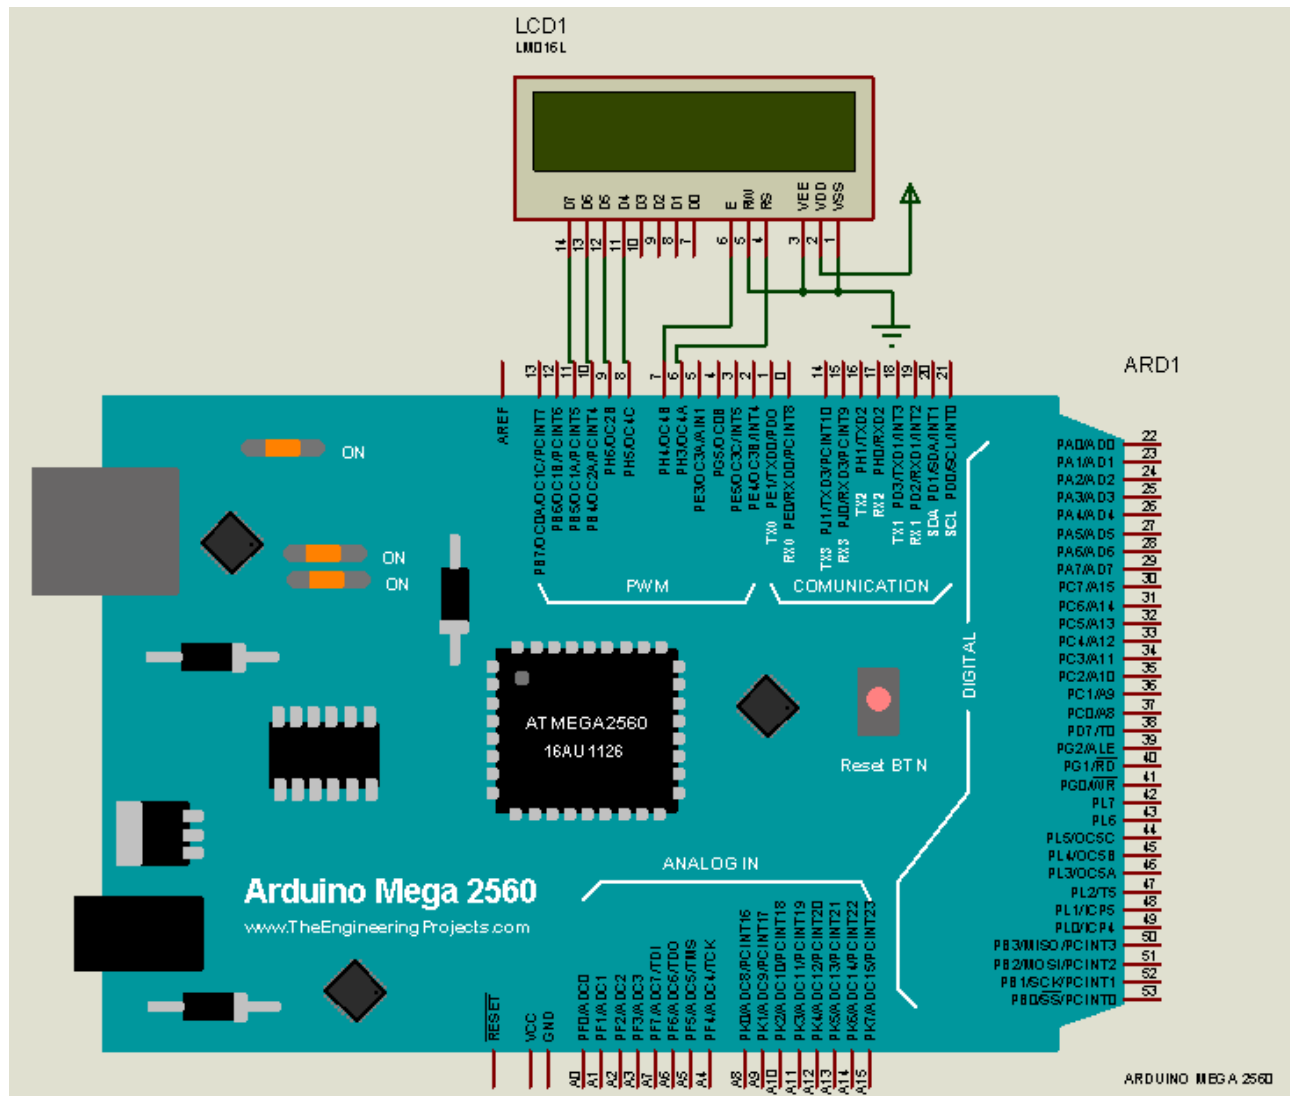 LCD1
LM016L
D7 D6 D5 D4 D3 D2 D1 D0 E RW RS VEE VDD VSS
14 13 12 11 10 9 8 7 6 5 4 3 2 1
ARD1
13 12 11 10 9 8 7 6 5 4 3 2 1 0 14 15 16 17 18 19 20 21
AREF
PB7/OC0A/OC1C/PCINT7
PB6/OC1B/PCINT6
PB5/OC1A/PCINT5
PB4/OC2A/PCINT4
PH6/OC2B
PH5/OC4C
PH4/OC4B
PH3/OC4A
PE3/OC3A/AIN1
PG5/OC0B
PE5/OC3C/INT5
PE4/OC3B/INT4
TX0 PE1/TXD0/PDO
RX0 PE0/RXD0/PCINT8
TX3 PJ1/TXD3/PCINT10
RX3 PJ0/RXD3/PCINT9
TX2 PH1/TXD2
RX2 PH0/RXD2
TX1 PD3/TXD1/INT3
RX1 PD2/RXD1/INT2
SDA PD1/SDA/INT1
SCL PD0/SCL/INT0
ON
ON
ON
PWM
COMUNICATION
DIGITAL
PA0/AD0 22
PA1/AD1 23
PA2/AD2 24
PA3/AD3 25
PA4/AD4 26
PA5/AD5 27
PA6/AD6 28
PA7/AD7 29
PC7/A15 30
PC6/A14 31
PC5/A13 32
PC4/A12 33
PC3/A11 34
PC2/A10 35
PC1/A9 36
PC0/A8 37
PD7/T0 38
PG2/ALE 39
PG1/RD 40
PG0/WR 41
PL7 42
PL6 43
PL5/OC5C 44
PL4/OC5B 45
PL3/OC5A 46
PL2/T5 47
PL1/ICP5 48
PL0/ICP4 49
PB3/MISO/PCINT3 50
PB2/MOSI/PCINT2 51
PB1/SCK/PCINT1 52
PB0/SS/PCINT0 53
ATMEGA2560
16AU1126
Reset BTN
ANALOG IN
Arduino Mega 2560
www.TheEngineeringProjects.com
RESET
VCC
GND
PF0/ADC0
PF1/ADC1
PF2/ADC2
PF3/ADC3
PF7/ADC7/TDI
PF6/ADC6/TDO
PF5/ADC5/TMS
PF4/ADC4/TCK
PK0/ADC8/PCINT16
PK1/ADC9/PCINT17
PK2/ADC10/PCINT18
PK3/ADC11/PCINT19
PK4/ADC12/PCINT20
PK5/ADC13/PCINT21
PK6/ADC14/PCINT22
PK7/ADC15/PCINT23
A0 A1 A2 A3 A7 A6 A5 A4 A8 A9 A10 A11 A12 A13 A14 A15
ARDUINO MEGA 2560